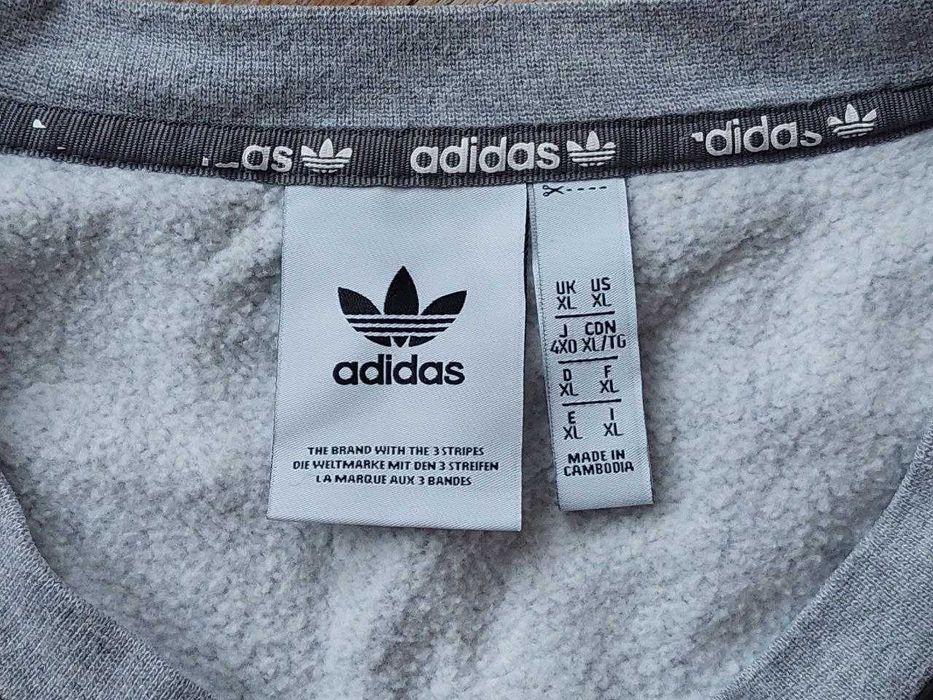 as adidas adidas
adidas
THE BRAND WITH THE 3 STRIPES
DIE WELTMARKE MIT DEN 3 STREIFEN
LA MARQUE AUX 3 BANDES
UK US
XL XL
J CDN
4XO XL/TG
D F
XL XL
E I
XL XL
MADE IN
CAMBODIA